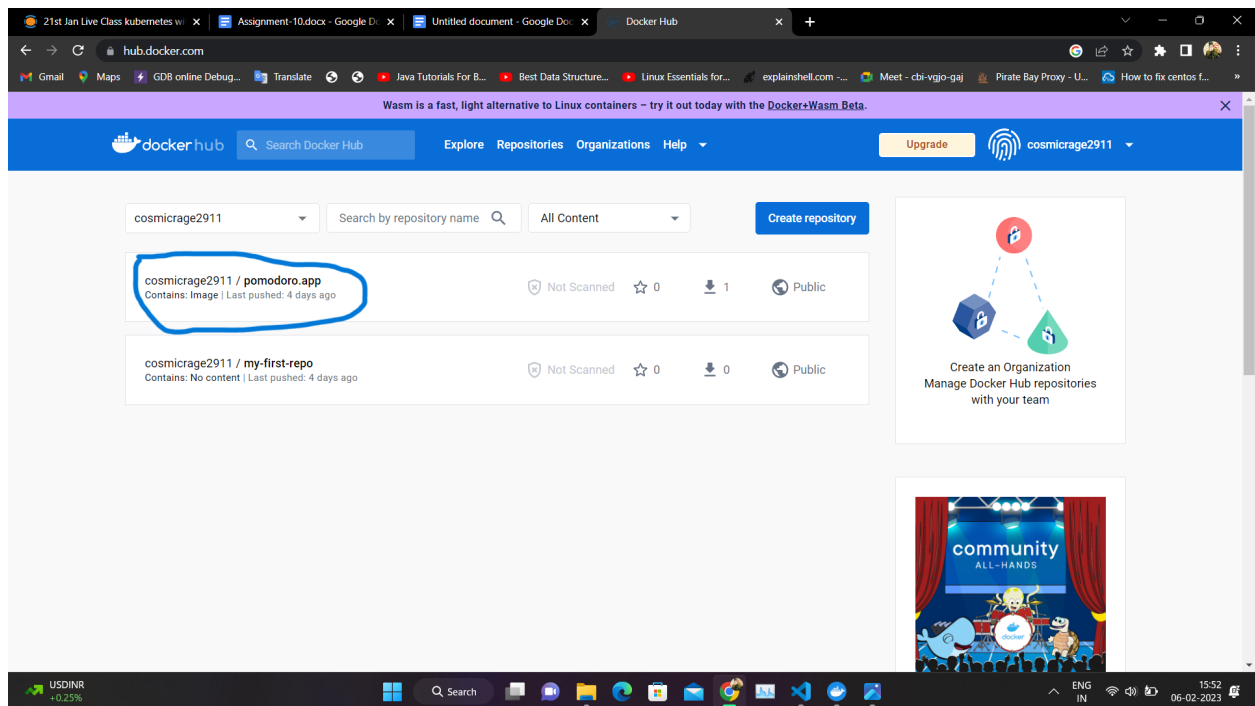 21st Jan Live Class kubernetes wi
Assignment-10.docx - Google Do
Untitled document - Google Doc
Docker Hub
hub.docker.com
Gmail
Maps
GDB online Debug...
Translate
Java Tutorials For B...
Best Data Structure...
Linux Essentials for...
explainshell.com -...
Meet - cbi-vgjo-gaj
Pirate Bay Proxy - U...
How to fix centos f...
»
Wasm is a fast, light alternative to Linux containers – try it out today with the Docker+Wasm Beta.
dockerhub
Search Docker Hub
Explore
Repositories
Organizations
Help
Upgrade
cosmicrage2911
cosmicrage2911
Search by repository name
All Content
Create repository
cosmicrage2911 / pomodoro.app
Contains: Image | Last pushed: 4 days ago
Not Scanned
0
1
Public
cosmicrage2911 / my-first-repo
Contains: No content | Last pushed: 4 days ago
Not Scanned
0
0
Public
Create an Organization
Manage Docker Hub repositories
with your team
community
ALL-HANDS
docker
USDINR
+0.25%
Search
ENG
IN
15:52
06-02-2023